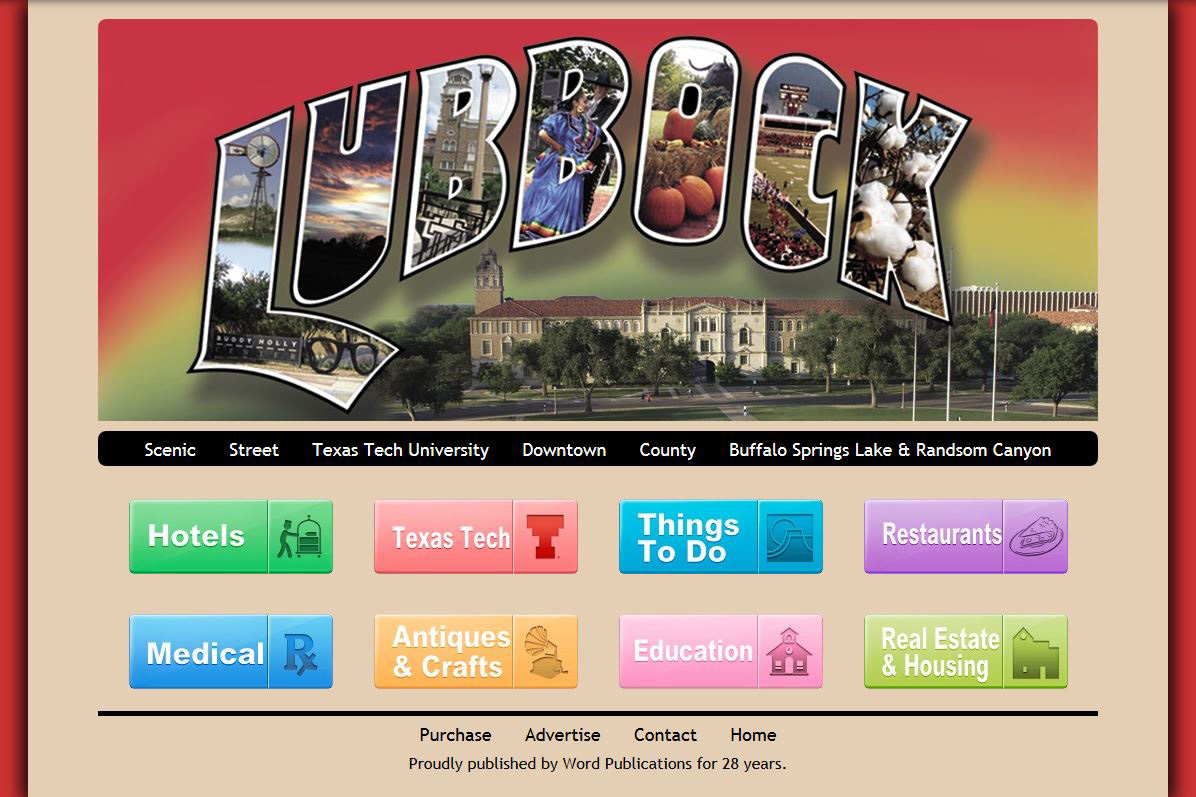 LUBBOCK
BUDDY HOLLY
CENTER
Scenic Street Texas Tech University Downtown County Buffalo Springs Lake & Randsom Canyon
Hotels
Texas Tech
Things
To Do
Restaurants
Medical
Rx
Antiques
& Crafts
Education
Real Estate
& Housing
Purchase Advertise Contact Home
Proudly published by Word Publications for 28 years.